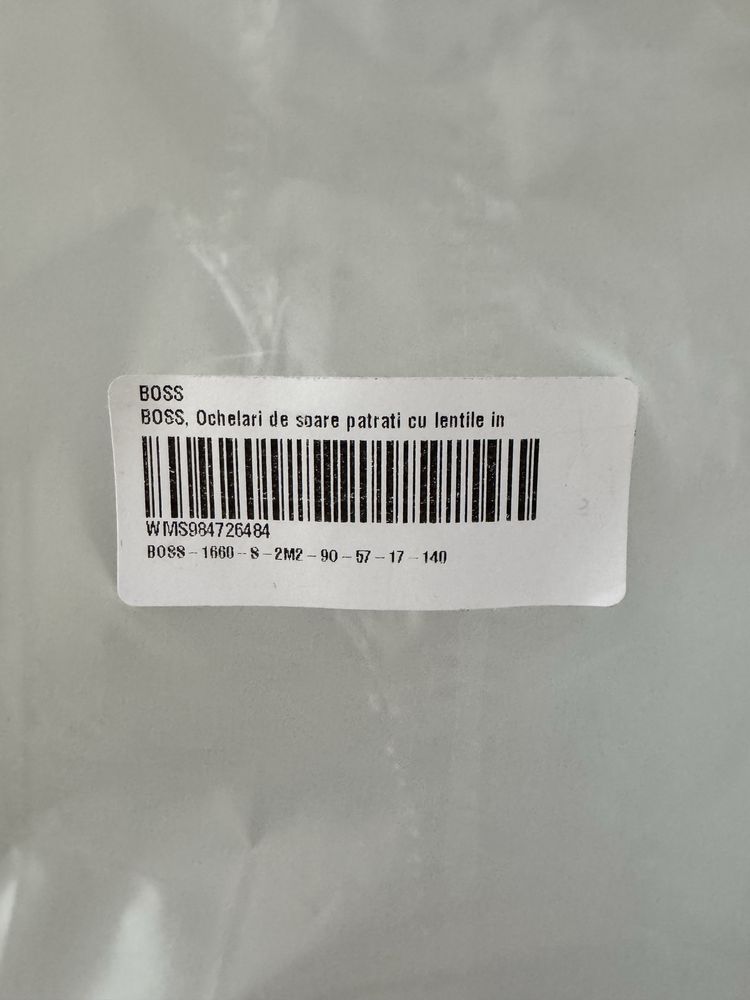 BOSS
BOSS, Ochelari de soare patrati cu lentile in
WMS984726484
BOSS-1660-S-2M2-90-57-17-140